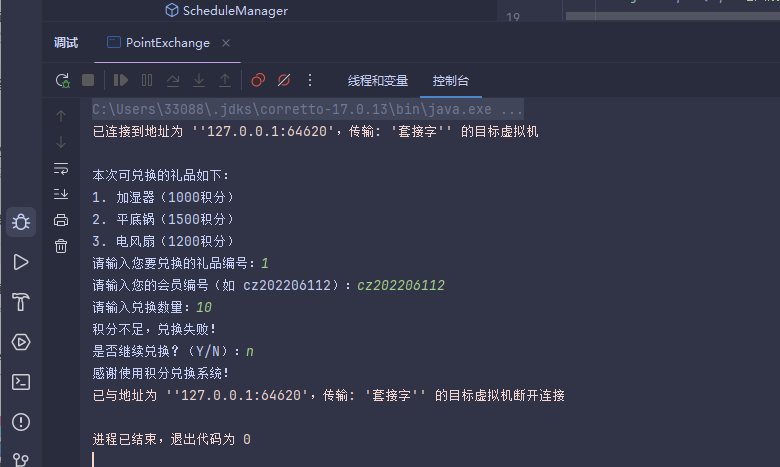 ScheduleManager
19
调试
PointExchange
线程和变量
控制台
C:\Users\33088\.jdks\corretto-17.0.13\bin\java.exe ...
已连接到地址为 ''127.0.0.1:64620'，传输: '套接字'' 的目标虚拟机
本次可兑换的礼品如下：
1. 加湿器（1000积分）
2. 平底锅（1500积分）
3. 电风扇（1200积分）
请输入您要兑换的礼品编号：1
请输入您的会员编号（如 cz202206112）：cz202206112
请输入兑换数量：10
积分不足，兑换失败！
是否继续兑换？（Y/N）：n
感谢使用积分兑换系统！
已与地址为 ''127.0.0.1:64620'，传输: '套接字'' 的目标虚拟机断开连接
进程已结束，退出代码为 0